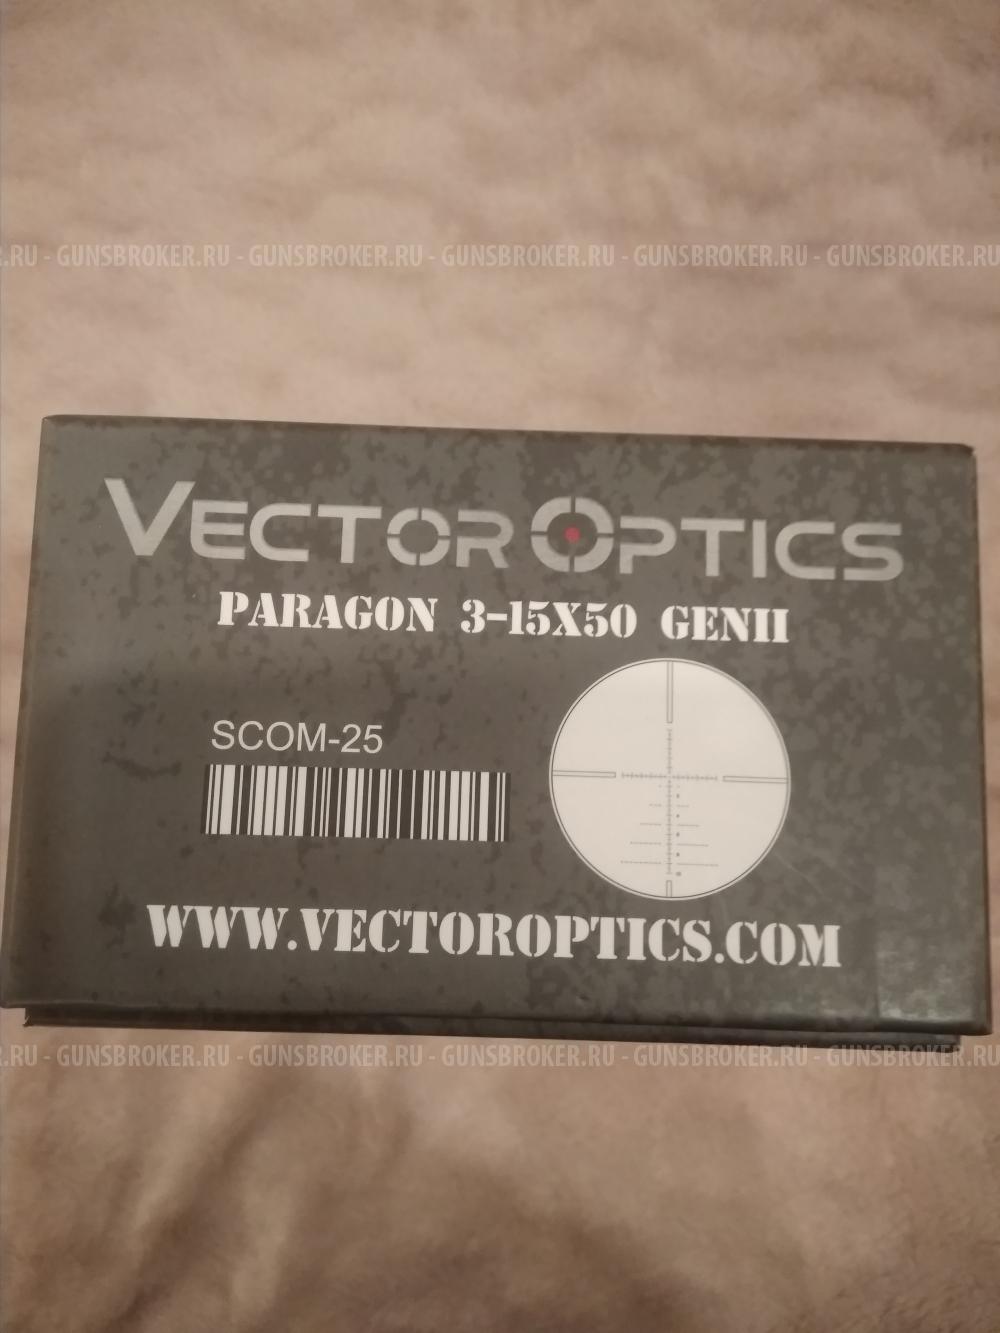 .RU - GUNSBROKER.RU - GUNSBROKER.RU - GUNSBROKER.RU - GUNSBROKER.RU - GUNSBROKER.RU
VECTOR OPTICS
PARAGON 3-15X50 GENII
SCOM-25
WWW.VECTOROPTICS.COM
.RU - GUNSBROKER.RU - GUNSBROKER.RU - GUNSBROKER.RU - GUNSBROKER.RU - GUNSBROKER.RU